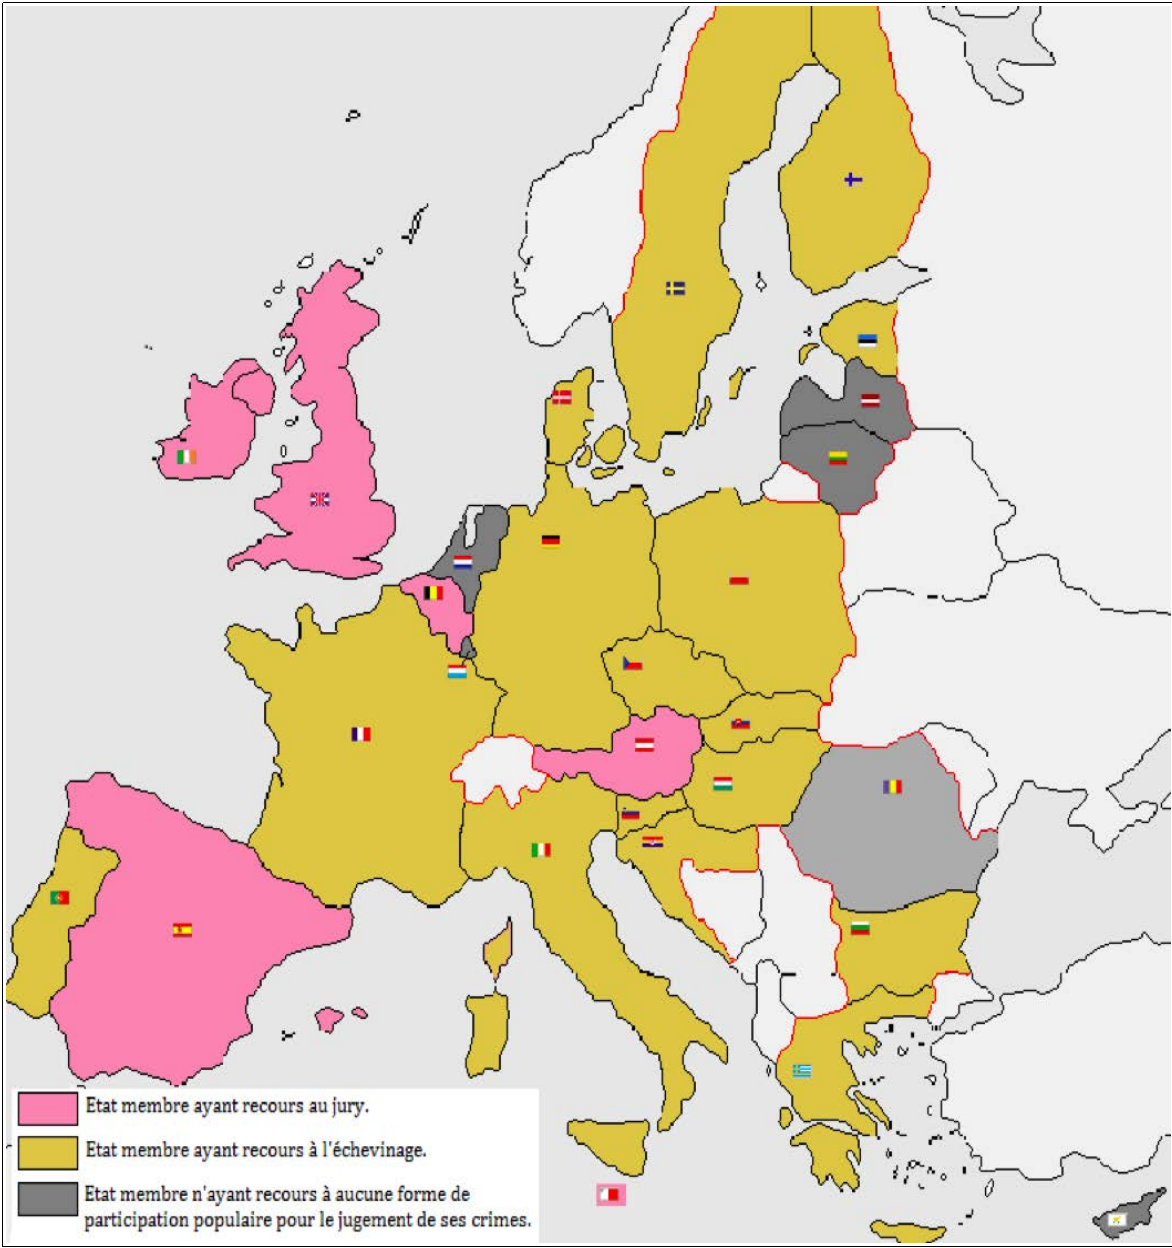 Etat membre ayant recours au jury.
Etat membre ayant recours à l'échevinage.
Etat membre n'ayant recours à aucune forme de
participation populaire pour le jugement de ses crimes.